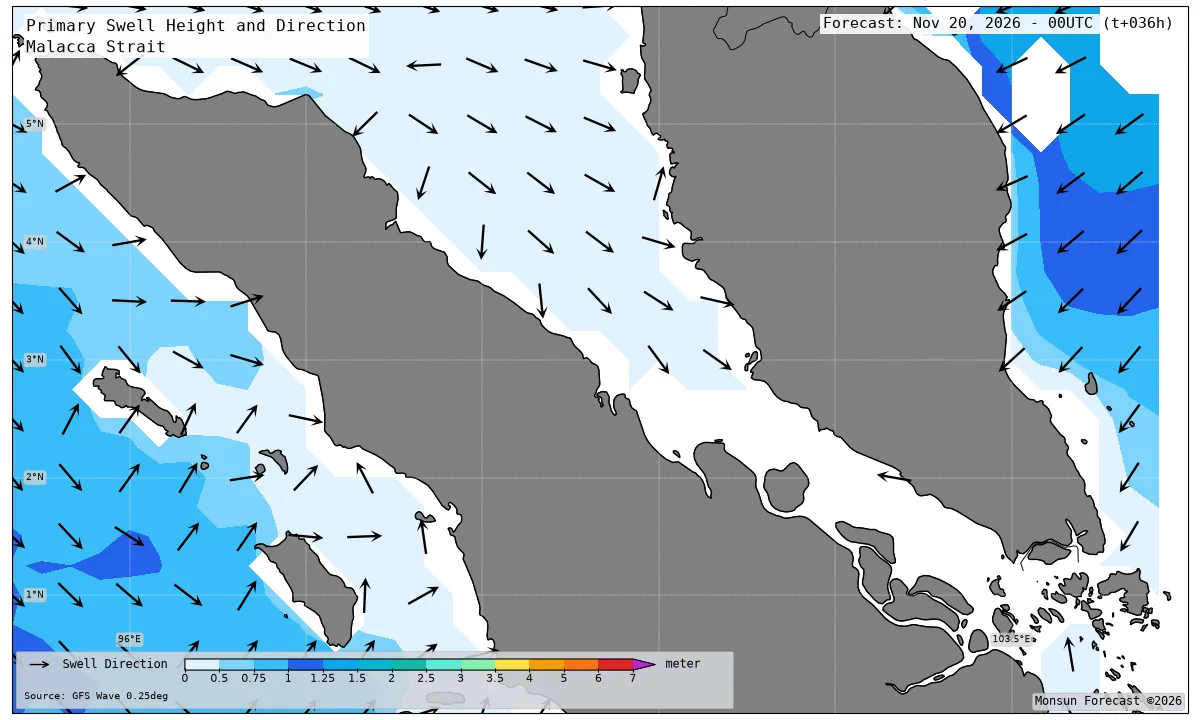 Primary Swell Height and Direction
Malacca Strait
Forecast: Nov 20, 2026 - 00UTC (t+036h)
5°N
4°N
3°N
2°N
1°N
96°E
103.5°E
Swell Direction
meter
0 0.5 0.75 1 1.25 1.5 2 2.5 3 3.5 4 5 6 7
Source: GFS Wave 0.25deg
Monsun Forecast ©2026